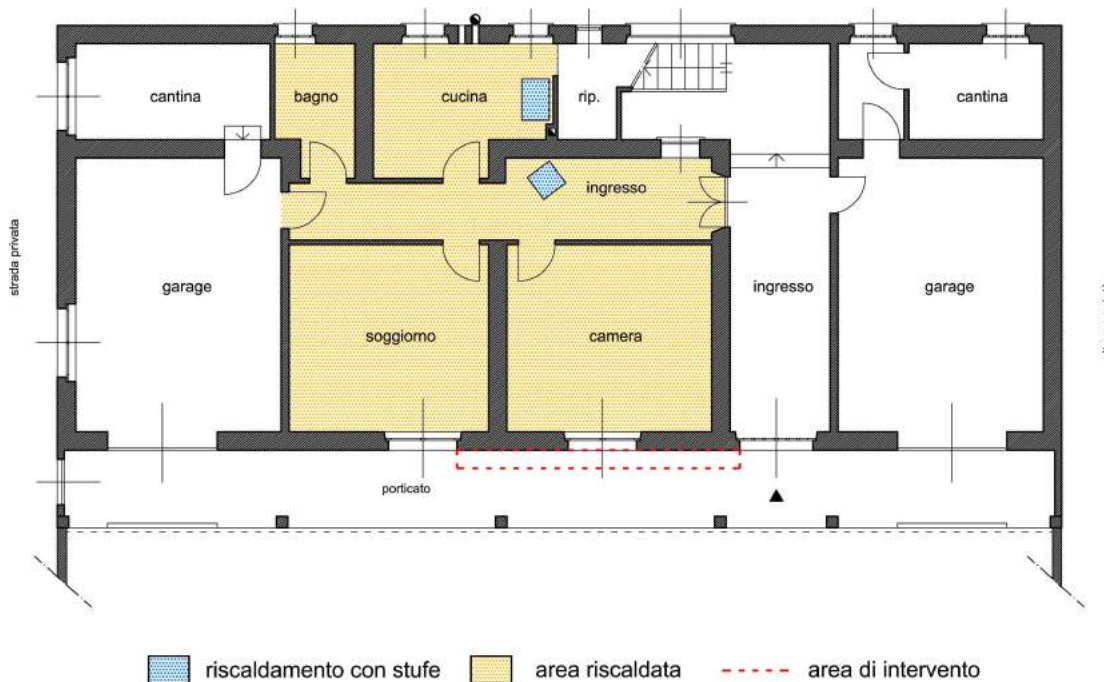 cantina
bagno
cucina
rip.
cantina
ingresso
strada privata
garage
soggiorno
camera
ingresso
garage
porticato
riscaldamento con stufe
area riscaldata
area di intervento